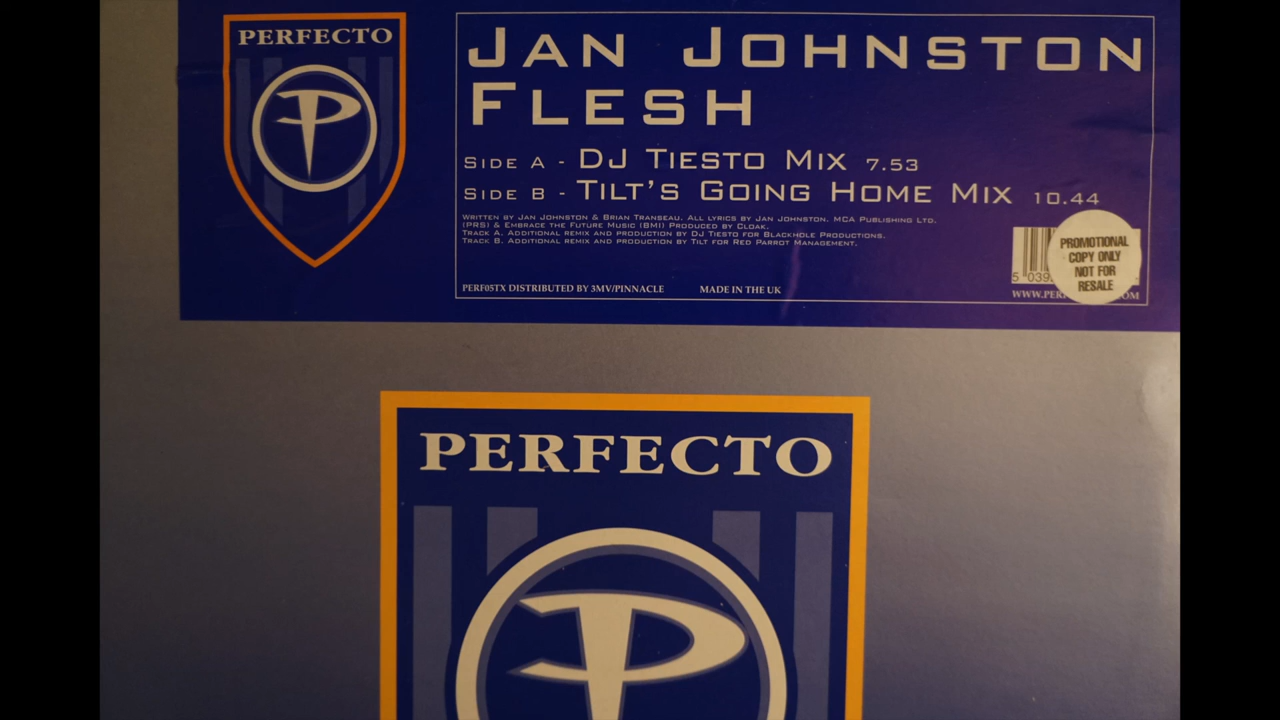 PERFECTO
JAN JOHNSTON
FLESH
SIDE A - DJ TIESTO MIX 7.53
SIDE B - TILT'S GOING HOME MIX 10.44
WRITTEN BY JAN JOHNSTON & BRIAN TRANSEAU. ALL LYRICS BY JAN JOHNSTON. MCA PUBLISHING LTD.
(PRS) & EMBRACE THE FUTURE MUSIC (BMI) PRODUCED BY CLOAK.
TRACK A. ADDITIONAL REMIX AND PRODUCTION BY DJ TIESTO FOR BLACKHOLE PRODUCTIONS.
TRACK B. ADDITIONAL REMIX AND PRODUCTION BY TILT FOR RED PARROT MANAGEMENT.
PROMOTIONAL
COPY ONLY
NOT FOR
RESALE
PERF05TX DISTRIBUTED BY 3MV/PINNACLE MADE IN THE UK
PERFECTO